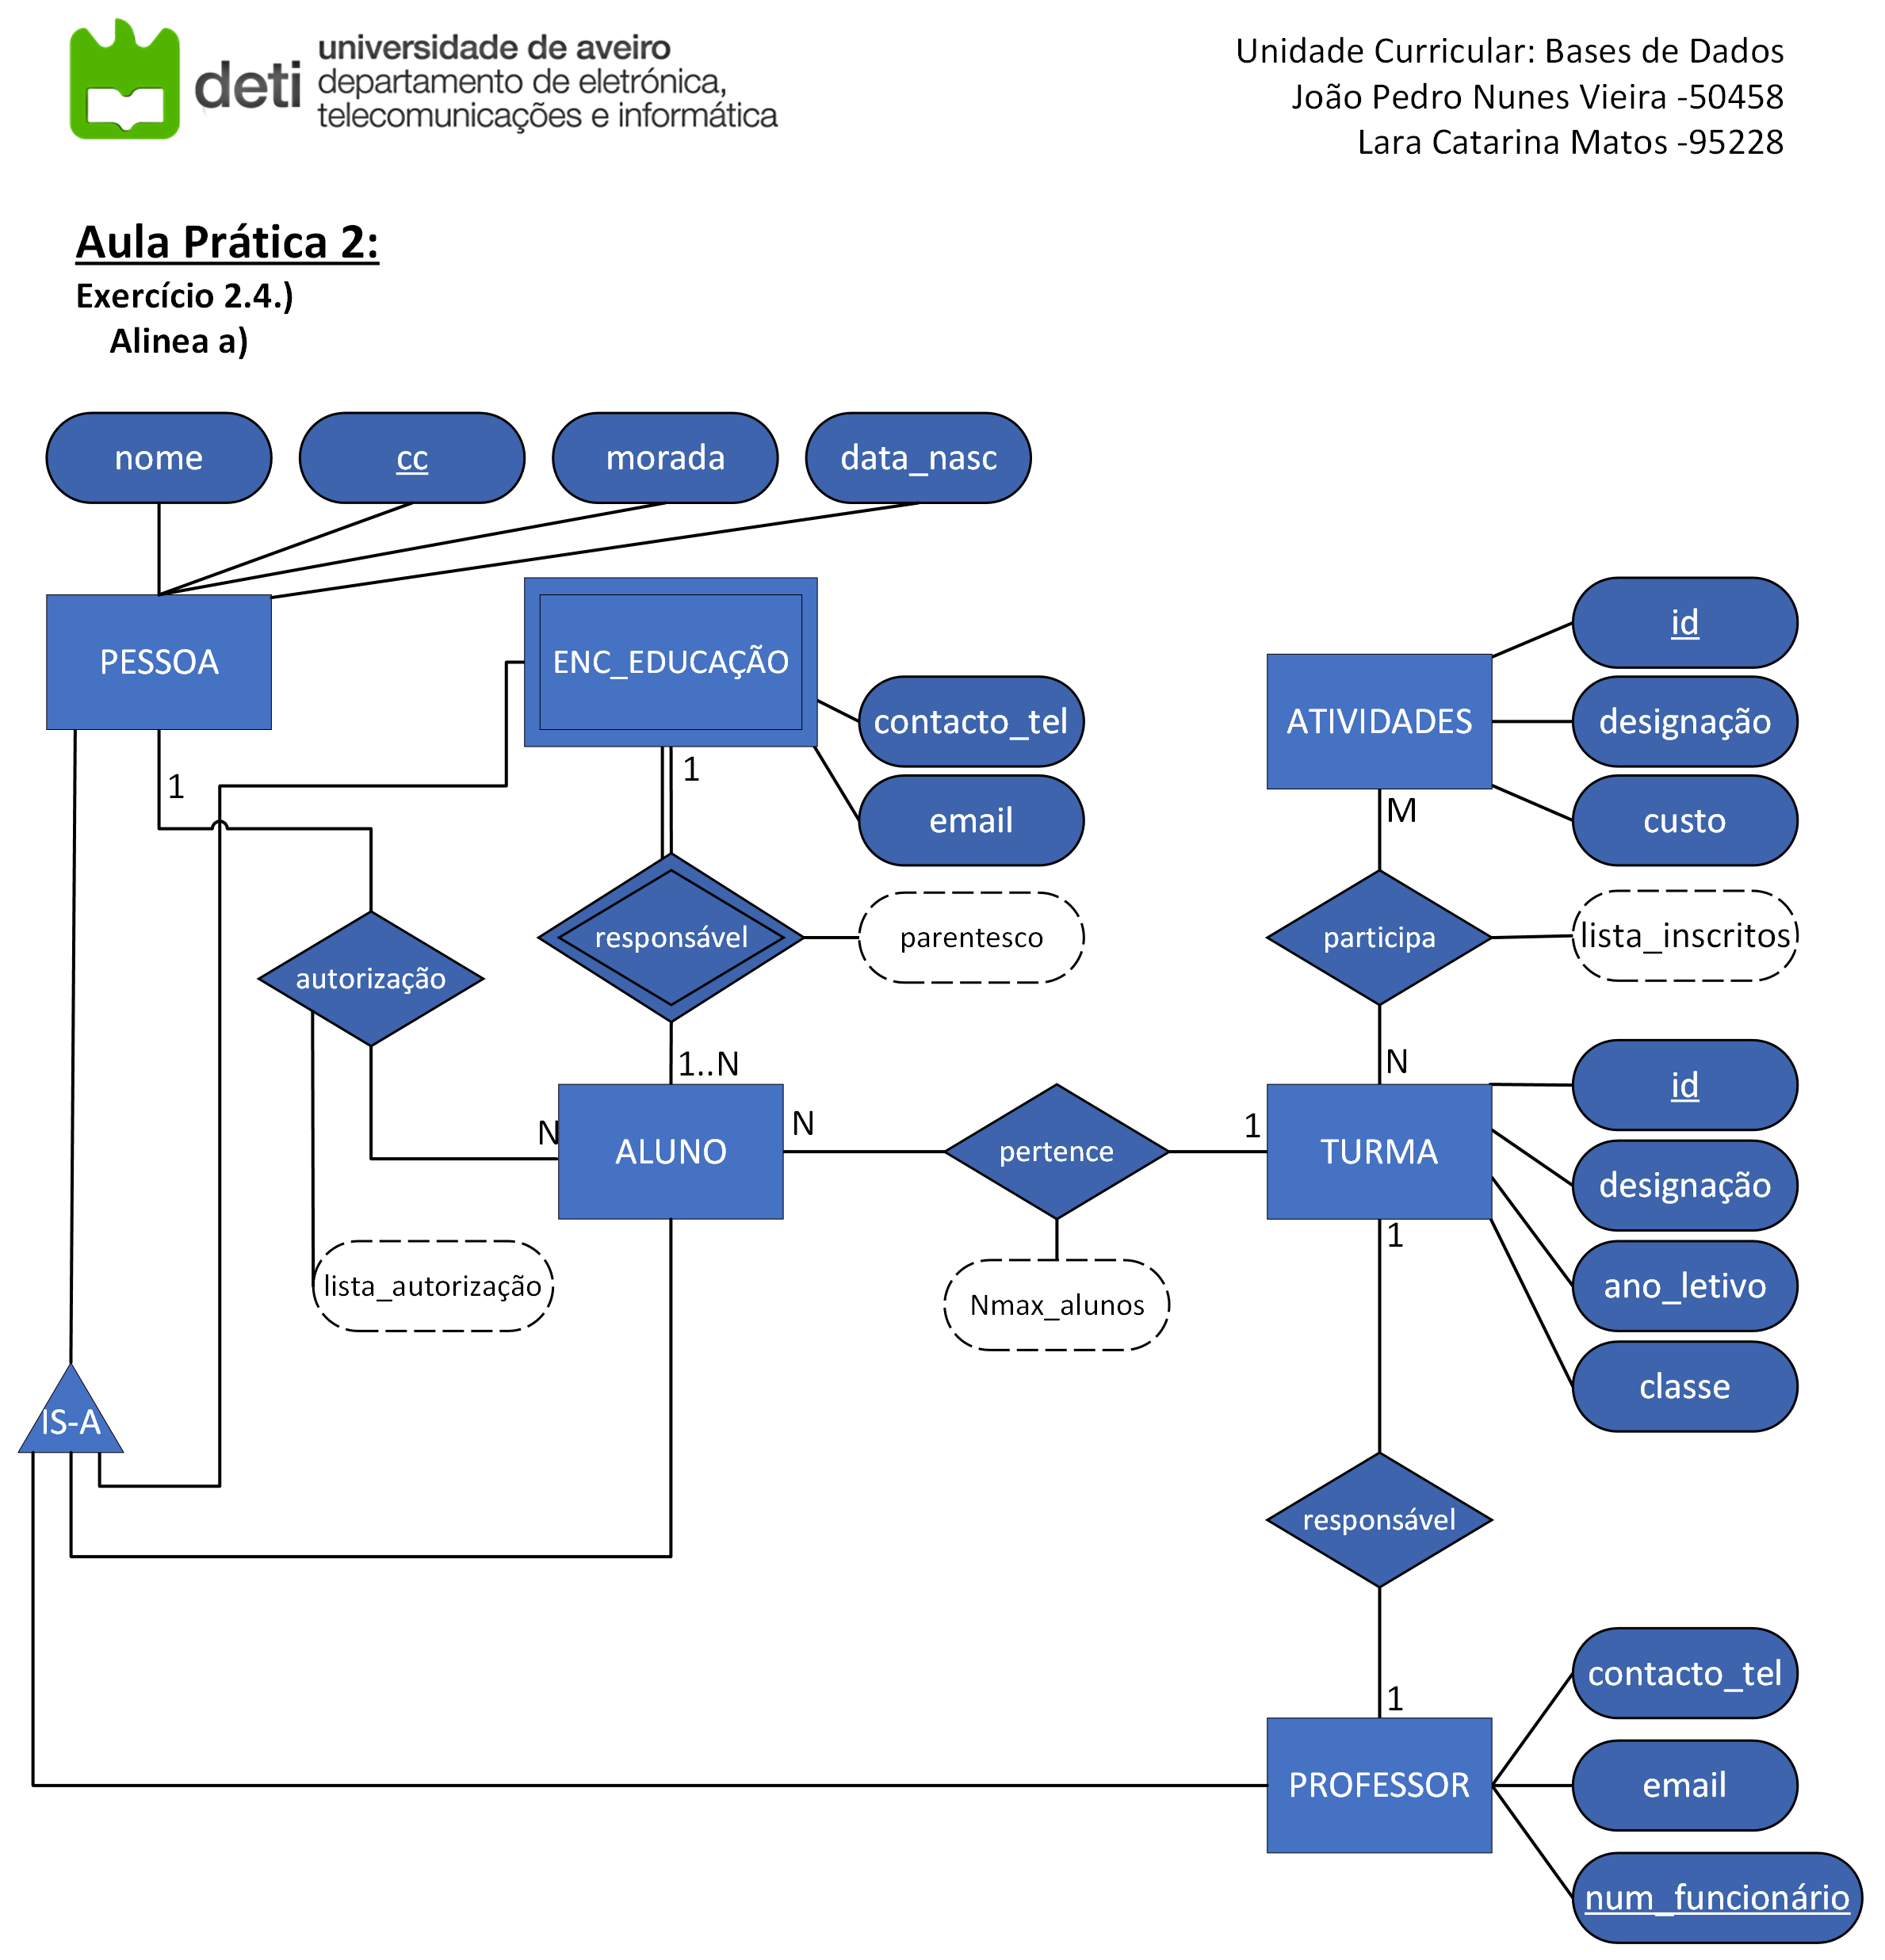 deti
universidade de aveiro
departamento de eletrónica,
telecomunicações e informática
Unidade Curricular: Bases de Dados
João Pedro Nunes Vieira -50458
Lara Catarina Matos -95228
Aula Prática 2:
Exercício 2.4.)
Alinea a)
nome
cc
morada
data_nasc
PESSOA
ENC_EDUCAÇÃO
contacto_tel
email
ATIVIDADES
id
designação
custo
1
1
M
autorização
responsável
parentesco
participa
lista_inscritos
1..N
N
N
N
1
ALUNO
pertence
TURMA
id
designação
ano_letivo
classe
lista_autorização
Nmax_alunos
1
IS-A
responsável
1
PROFESSOR
contacto_tel
email
num_funcionário